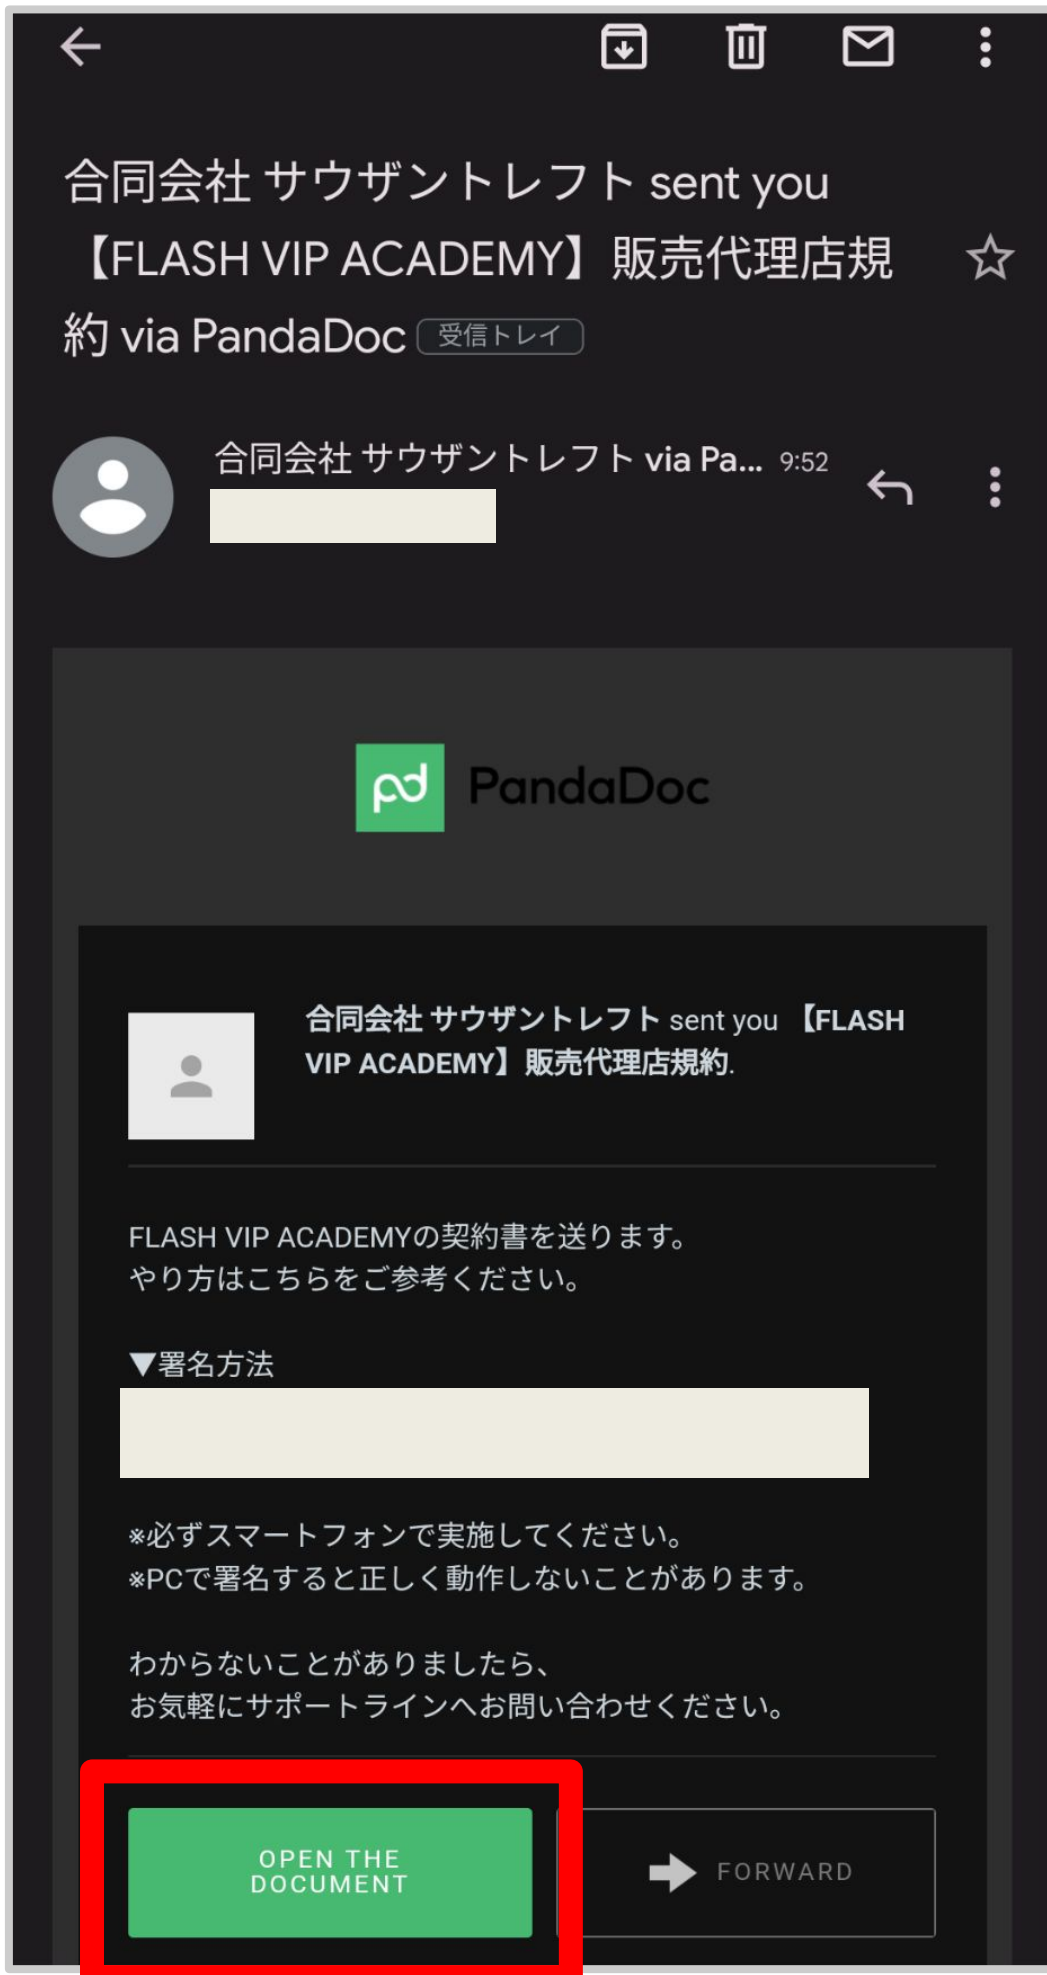 合同会社 サウザントレフト sent you
【FLASH VIP ACADEMY】販売代理店規
約 via PandaDoc 受信トレイ
合同会社 サウザントレフト via Pa... 9:52
pd PandaDoc
合同会社 サウザントレフト sent you 【FLASH
VIP ACADEMY】販売代理店規約.
FLASH VIP ACADEMYの契約書を送ります。
やり方はこちらをご参考ください。
▼署名方法
※必ずスマートフォンで実施してください。
※PCで署名すると正しく動作しないことがあります。
わからないことがありましたら、
お気軽にサポートラインへお問い合わせください。
OPEN THE
DOCUMENT
FORWARD